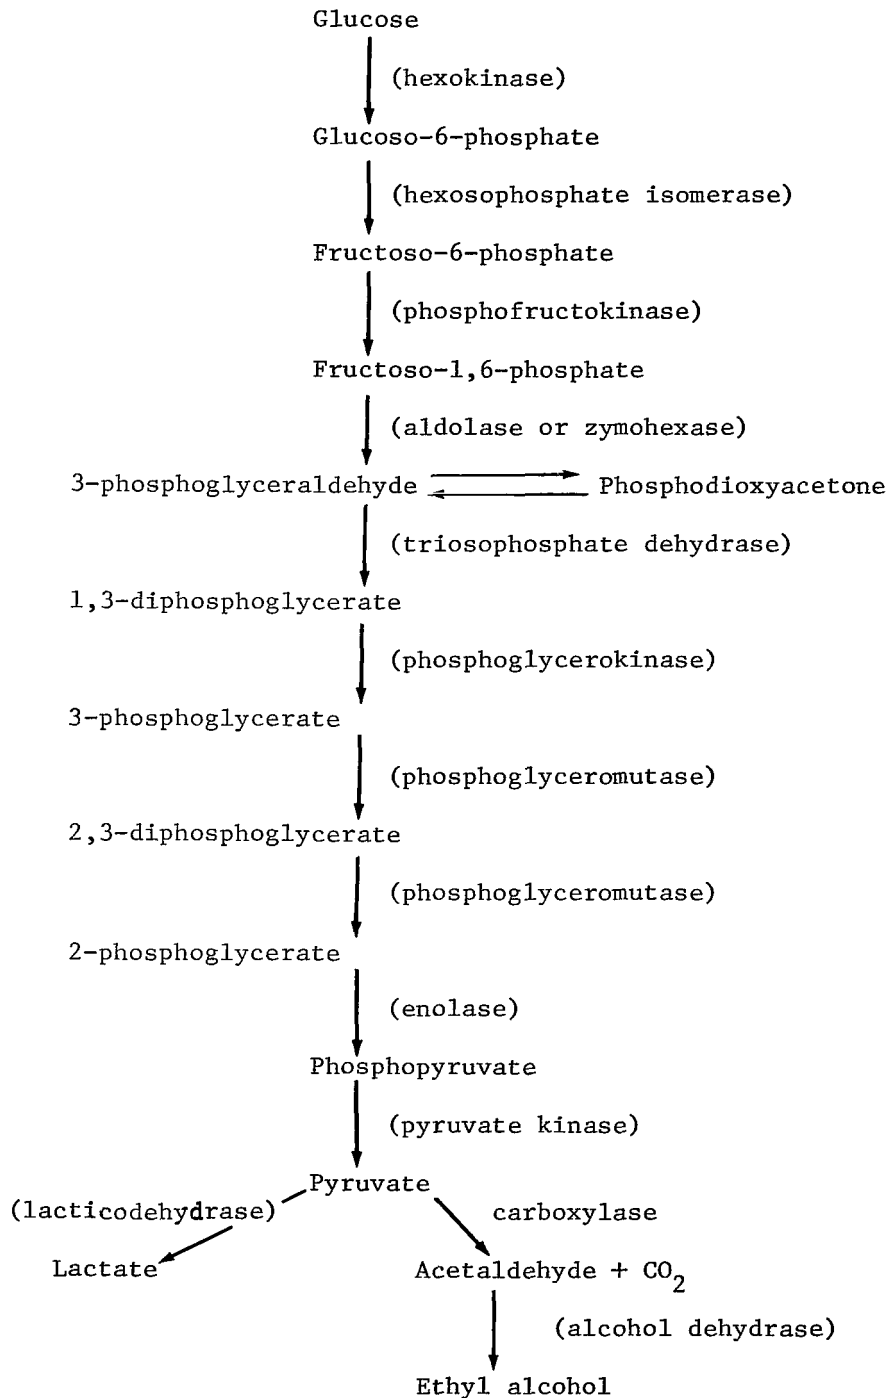 Glucose
(hexokinase)
Glucoso-6-phosphate
(hexosophosphate isomerase)
Fructoso-6-phosphate
(phosphofructokinase)
Fructoso-1,6-phosphate
(aldolase or zymohexase)
3-phosphoglyceraldehyde Phosphodioxyacetone
(triosophosphate dehydrase)
1,3-diphosphoglycerate
(phosphoglycerokinase)
3-phosphoglycerate
(phosphoglyceromutase)
2,3-diphosphoglycerate
(phosphoglyceromutase)
2-phosphoglycerate
(enolase)
Phosphopyruvate
(pyruvate kinase)
Pyruvate
(lacticodehydrase) carboxylase
Lactate Acetaldehyde + CO2
(alcohol dehydrase)
Ethyl alcohol